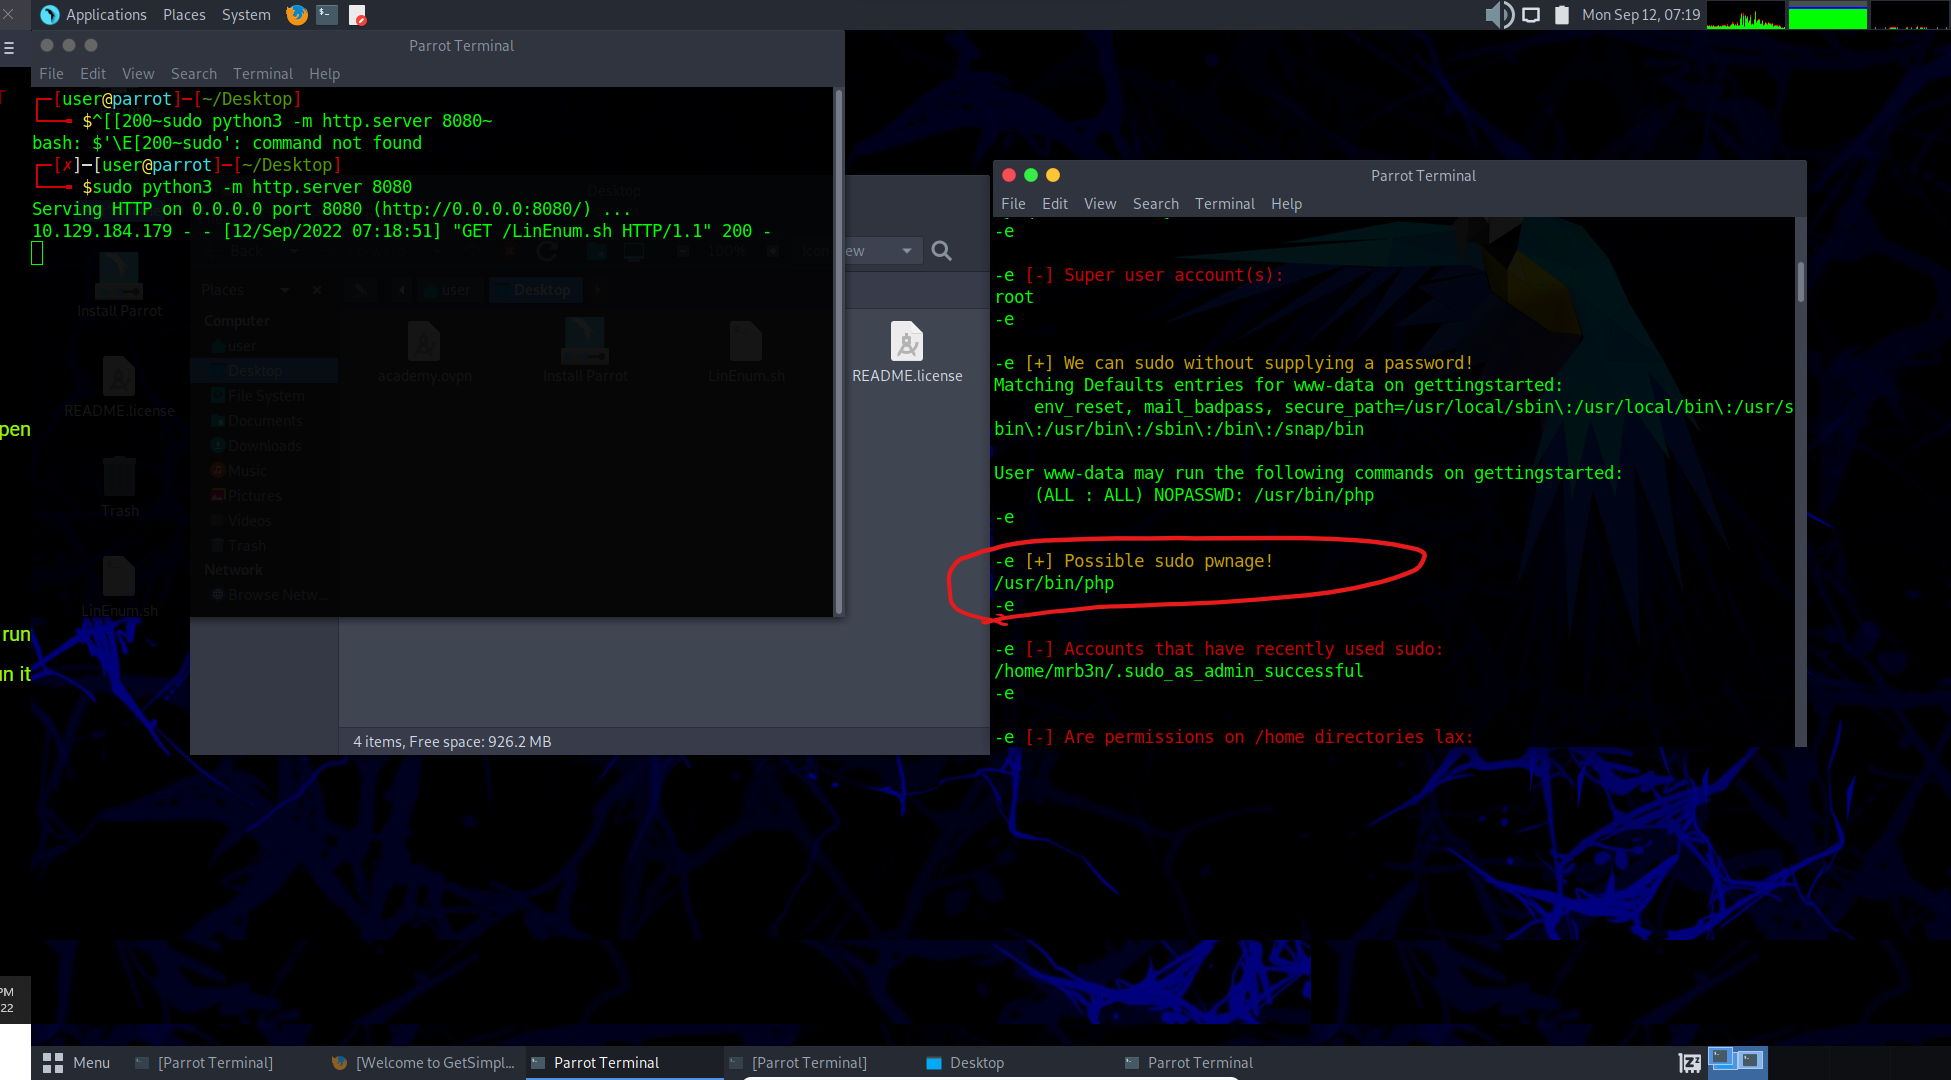 Applications Places System
Mon Sep 12, 07:19
Parrot Terminal
File Edit View Search Terminal Help
┌─[user@parrot]─[~/Desktop]
└──╼ $^[[200~sudo python3 -m http.server 8080~
bash: $'\E[200~sudo': command not found
┌─[✗]─[user@parrot]─[~/Desktop]
└──╼ $sudo python3 -m http.server 8080
Serving HTTP on 0.0.0.0 port 8080 (http://0.0.0.0:8080/) ...
10.129.184.179 - - [12/Sep/2022 07:18:51] "GET /LinEnum.sh HTTP/1.1" 200 -
Desktop
Back
100%
Icon
ew
Places
user
Desktop
Computer
user
Desktop
File System
Documents
Downloads
Music
Pictures
Videos
Trash
Network
Browse Netw...
academy.ovpn
Install Parrot
LinEnum.sh
README.license
4 items, Free space: 926.2 MB
Install Parrot
README.license
Trash
LinEnum.sh
pen
run
un it
PM
22
Parrot Terminal
File Edit View Search Terminal Help
-e
-e [-] Super user account(s):
root
-e
-e [+] We can sudo without supplying a password!
Matching Defaults entries for www-data on gettingstarted:
env_reset, mail_badpass, secure_path=/usr/local/sbin\:/usr/local/bin\:/usr/s
bin\:/usr/bin\:/sbin\:/bin\:/snap/bin
User www-data may run the following commands on gettingstarted:
(ALL : ALL) NOPASSWD: /usr/bin/php
-e
-e [+] Possible sudo pwnage!
/usr/bin/php
-e
-e [-] Accounts that have recently used sudo:
/home/mrb3n/.sudo_as_admin_successful
-e
-e [-] Are permissions on /home directories lax:
Menu
[Parrot Terminal]
[Welcome to GetSimpl...
Parrot Terminal
[Parrot Terminal]
Desktop
Parrot Terminal